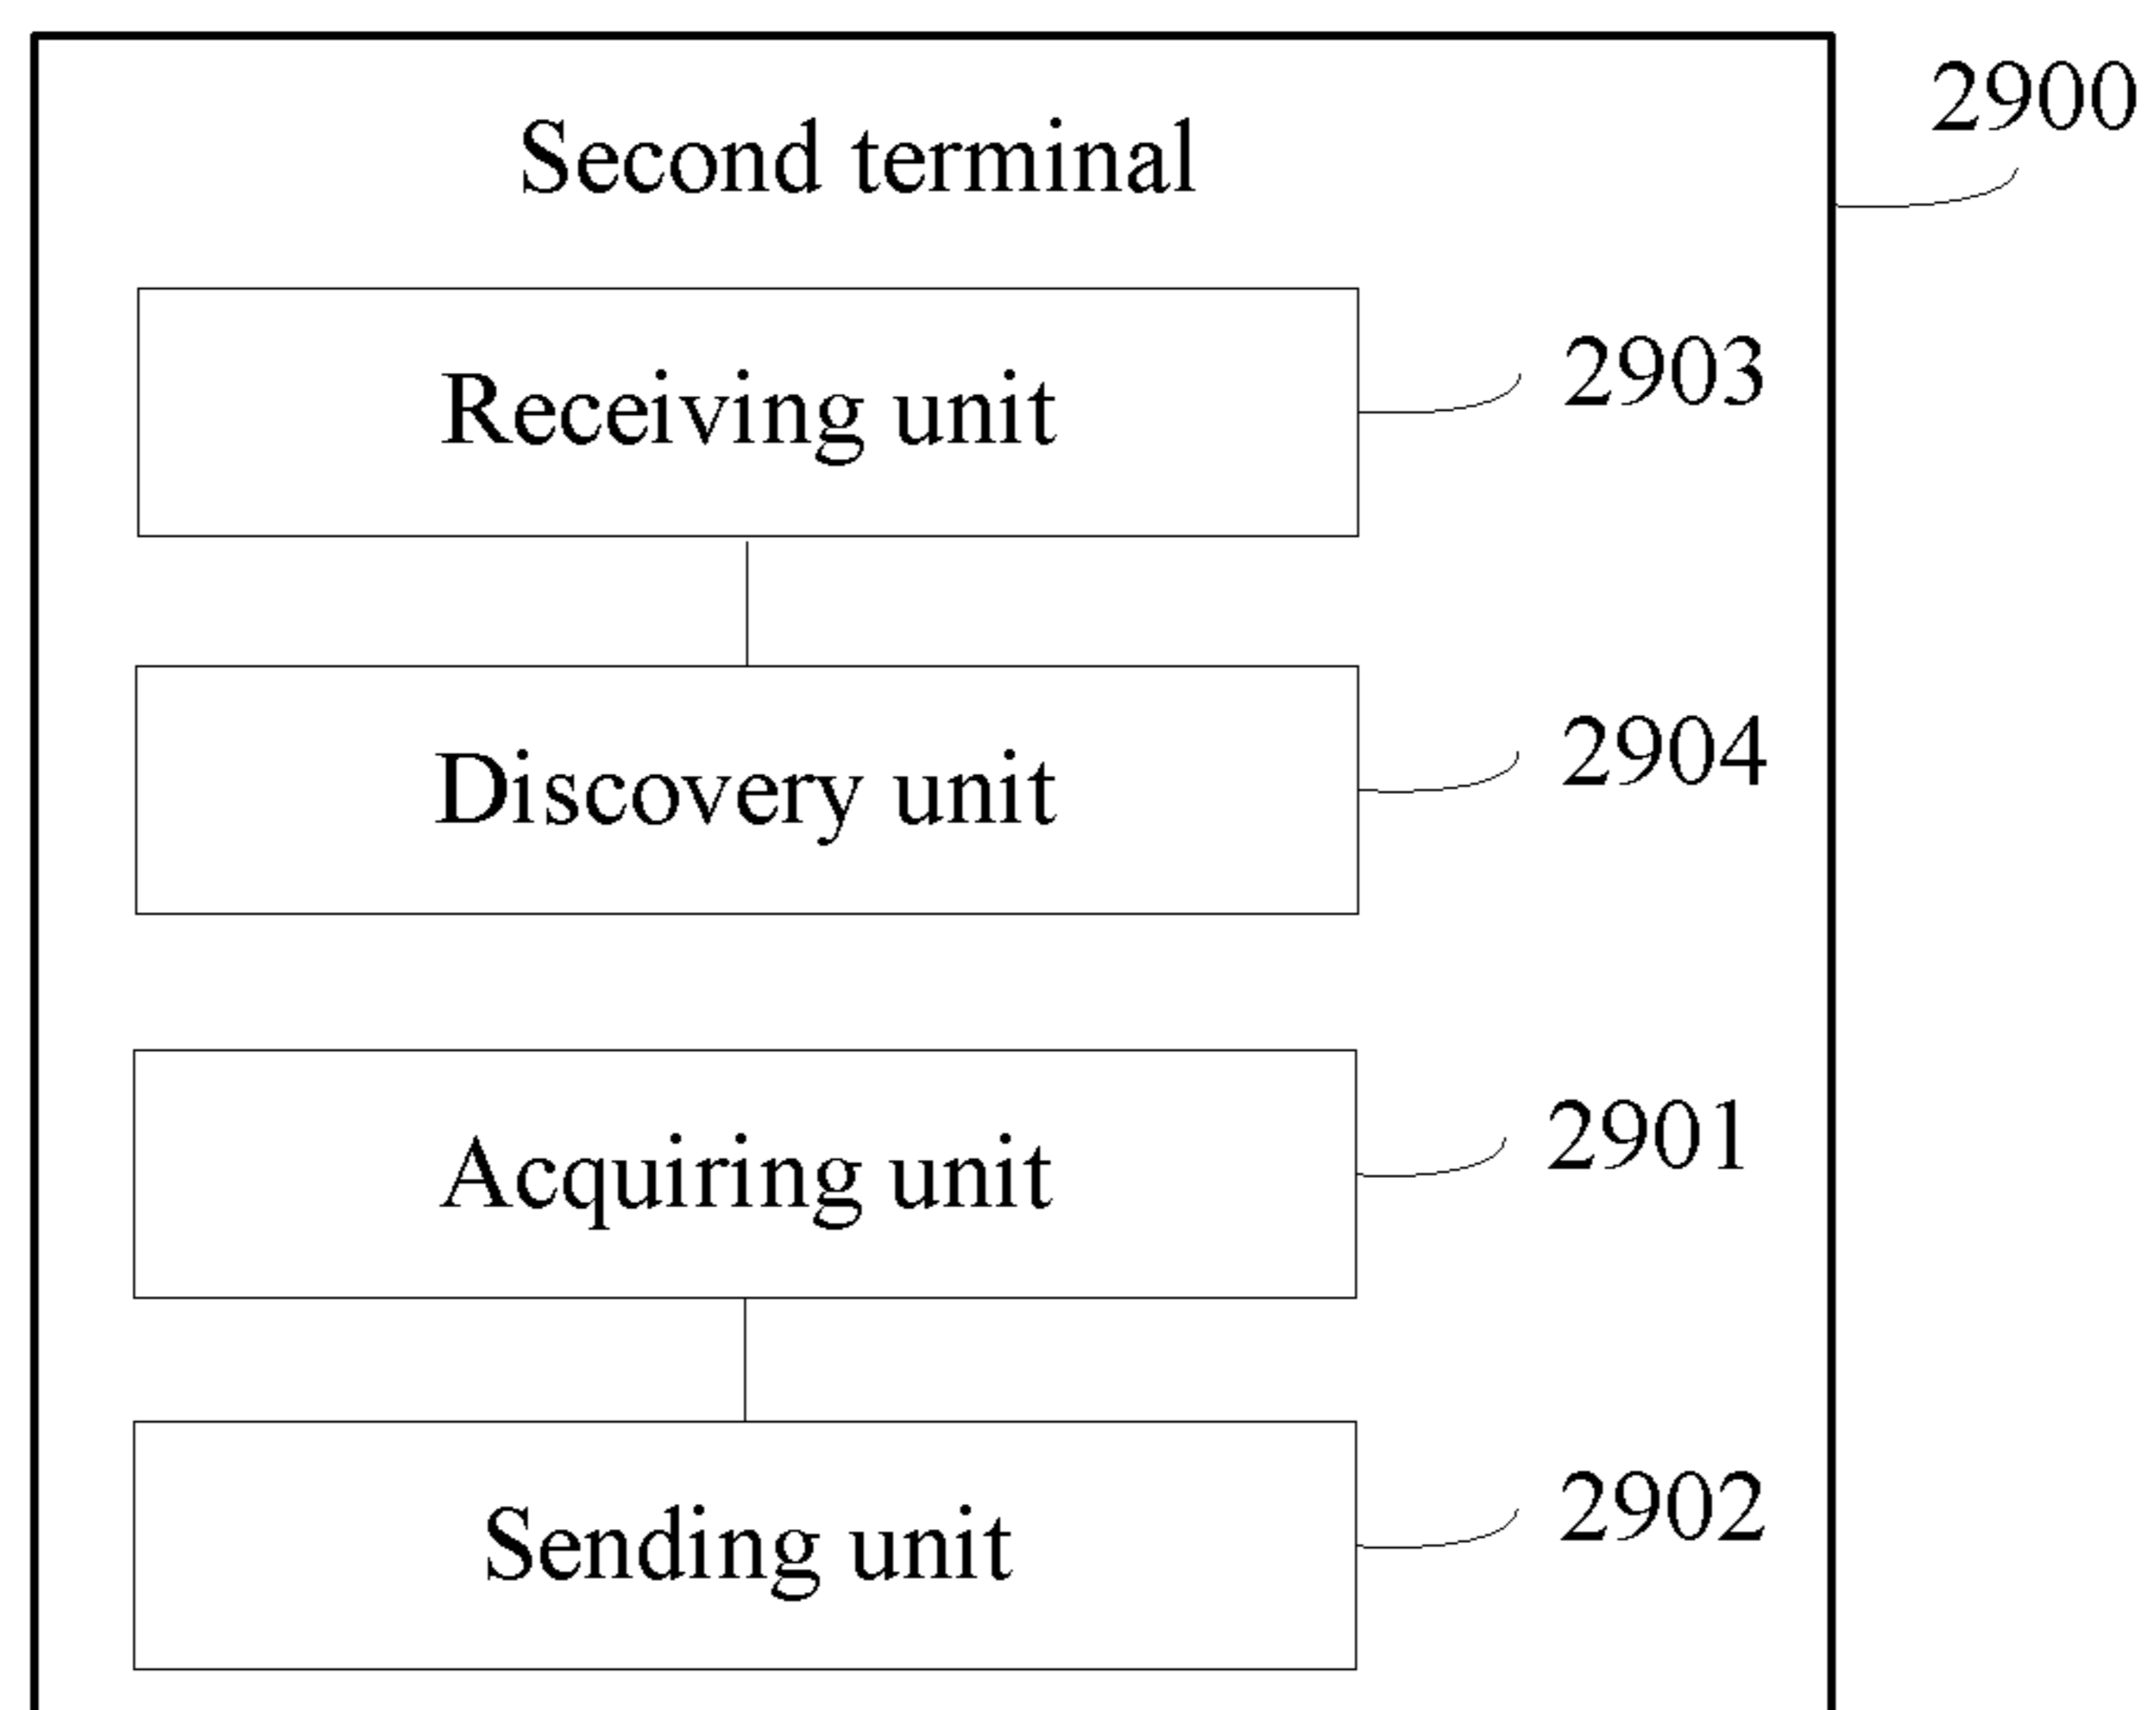 2900
Second terminal
Receiving unit
2903
Discovery unit
2904
Acquiring unit
2901
Sending unit
2902